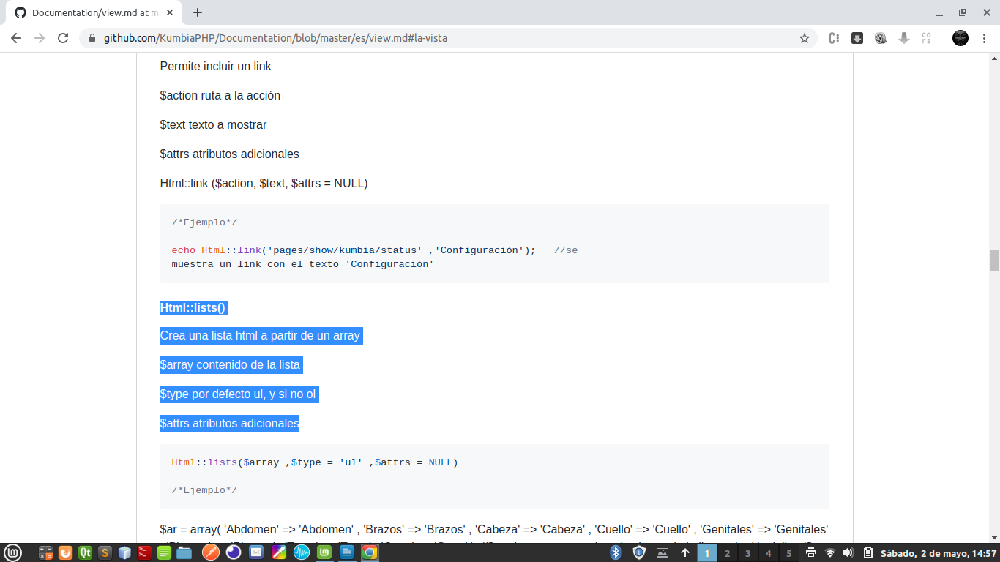 Documentation/view.md at m
github.com/KumbiaPHP/Documentation/blob/master/es/view.md#la-vista
co
rs
Permite incluir un link
$action ruta a la acción
$text texto a mostrar
$attrs atributos adicionales
Html::link ($action, $text, $attrs = NULL)
/*Ejemplo*/
echo Html::link('pages/show/kumbia/status' ,'Configuración');   //se
muestra un link con el texto 'Configuración'
Html::lists()
Crea una lista html a partir de un array
$array contenido de la lista
$type por defecto ul, y si no ol
$attrs atributos adicionales
Html::lists($array ,$type = 'ul' ,$attrs = NULL)
/*Ejemplo*/
$ar = array( 'Abdomen' => 'Abdomen' , 'Brazos' => 'Brazos' , 'Cabeza' => 'Cabeza' , 'Cuello' => 'Cuello' , 'Genitales' => 'Genitales'
1
2
3
4
5
Sábado, 2 de mayo, 14:57